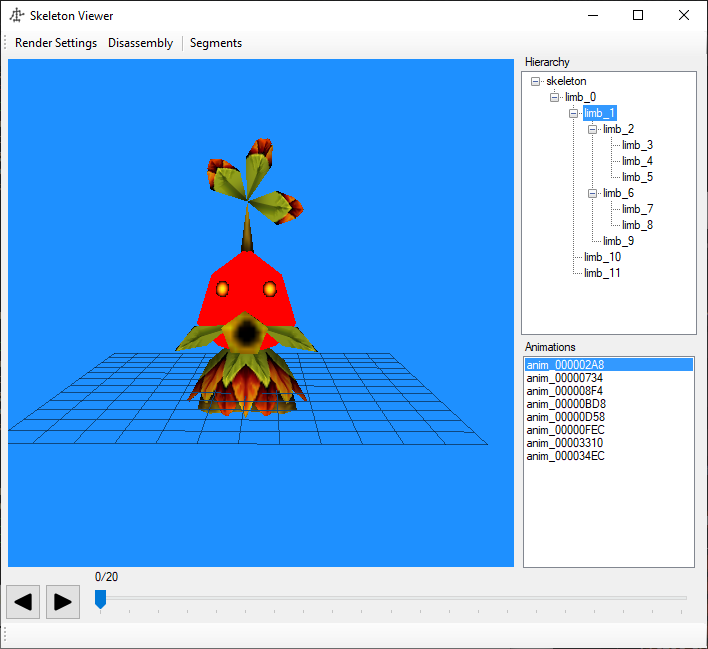 Skeleton Viewer
Render Settings Disassembly Segments
Hierarchy
skeleton
limb_0
limb_1
limb_2
limb_3
limb_4
limb_5
limb_6
limb_7
limb_8
limb_9
limb_10
limb_11
Animations
anim_000002A8
anim_00000734
anim_000008F4
anim_00000BD8
anim_00000D58
anim_00000FEC
anim_00003310
anim_000034EC
0/20